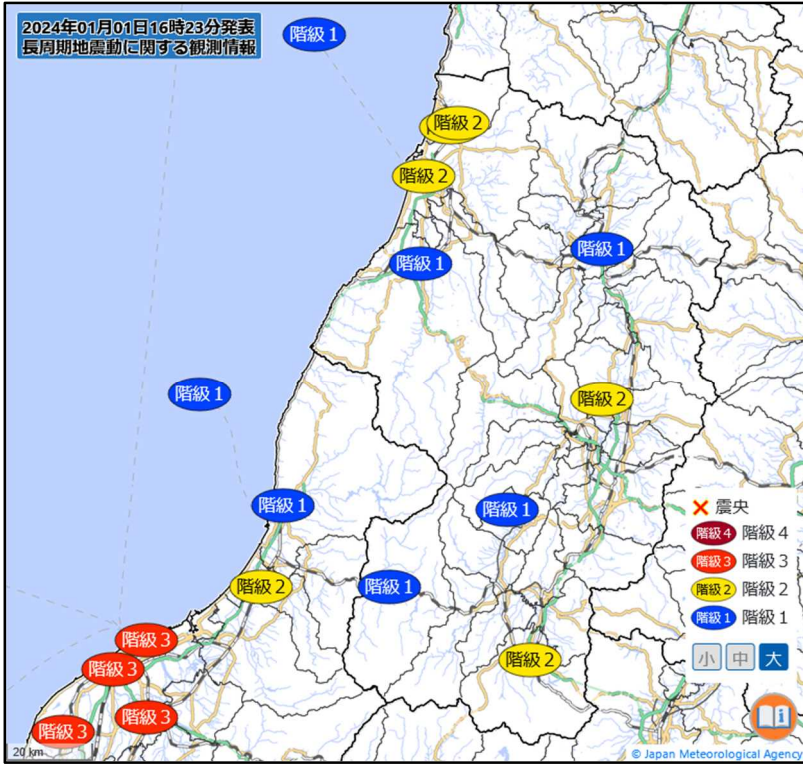 2024年01月01日16時23分発表
長周期地震動に関する観測情報
階級1
階級2
階級2
階級1
階級1
階級1
階級2
階級1
階級1
階級2
階級1
階級3
階級3
階級2
階級3
階級3
震央
階級4 階級4
階級3 階級3
階級2 階級2
階級1 階級1
小 中 大
20 km
© Japan Meteorological Agency